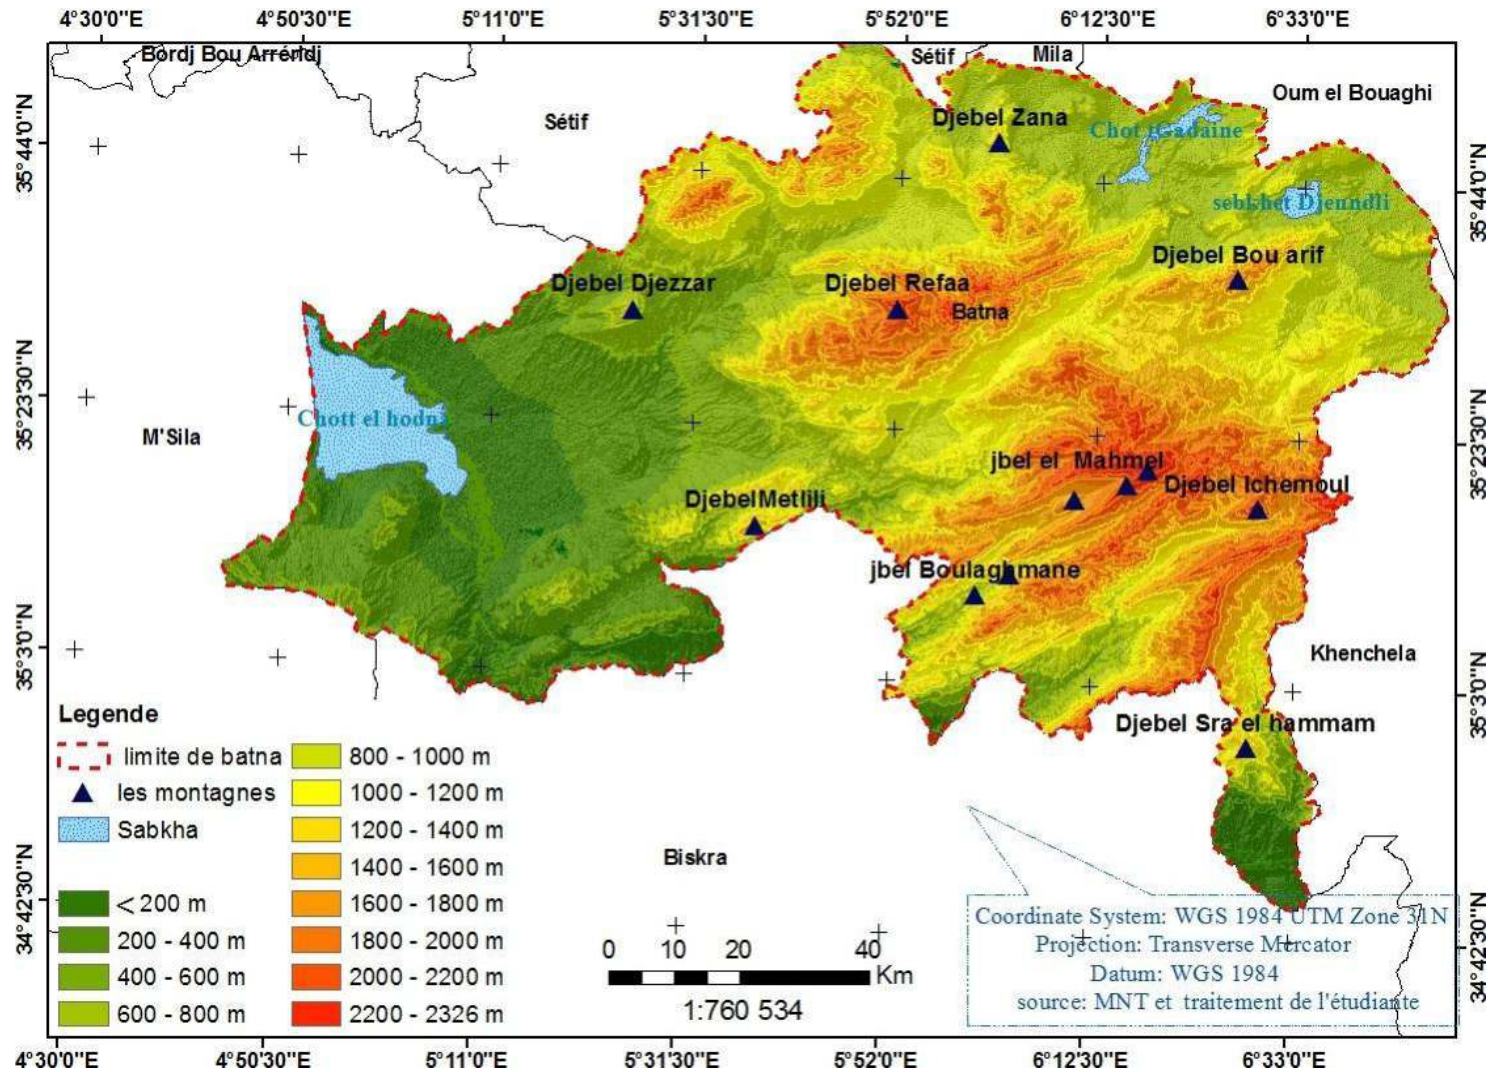 4°30'0"E 4°50'30"E 5°11'0"E 5°31'30"E 5°52'0"E 6°12'30"E 6°33'0"E
Bordj Bou Arréridj
Sétif
Mila
Oum el Bouaghi
Sétif
Djebel Zana
Chot tGadaine
35°44'0"N
35°44'0"N
sebkhet Djenndli
Djebel Bou arif
Djebel Djezzar
Djebel Refaa
Batna
35°23'30"N
35°23'30"N
Chott el hodna
M'Sila
jbel el Mahmel
Djebel Ichemoul
DjebelMetlili
jbel Boulaghmane
35°3'0"N
35°3'0"N
Khenchela
Djebel Sra el hammam
Legende
limite de batna
les montagnes
Sabkha
< 200 m
200 - 400 m
400 - 600 m
600 - 800 m
800 - 1000 m
1000 - 1200 m
1200 - 1400 m
1400 - 1600 m
1600 - 1800 m
1800 - 2000 m
2000 - 2200 m
2200 - 2326 m
Biskra
34°42'30"N
34°42'30"N
0 10 20 40
Km
1:760 534
Coordinate System: WGS 1984 UTM Zone 31N
Projection: Transverse Mercator
Datum: WGS 1984
source: MNT et traitement de l'étudiante
4°30'0"E 4°50'30"E 5°11'0"E 5°31'30"E 5°52'0"E 6°12'30"E 6°33'0"E